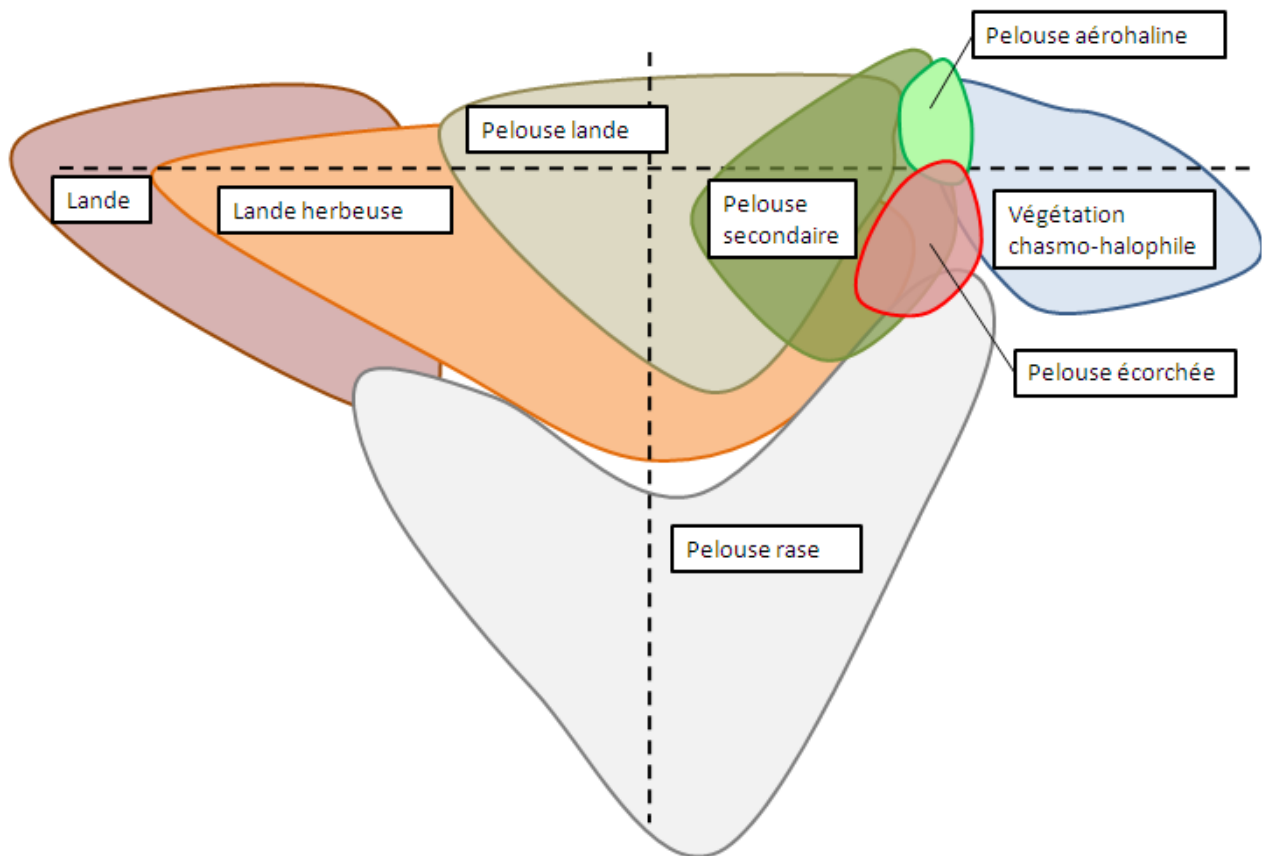 Pelouse aérohaline
Pelouse lande
Lande
Lande herbeuse
Pelouse
secondaire
Végétation
chasmo-halophile
Pelouse écorchée
Pelouse rase